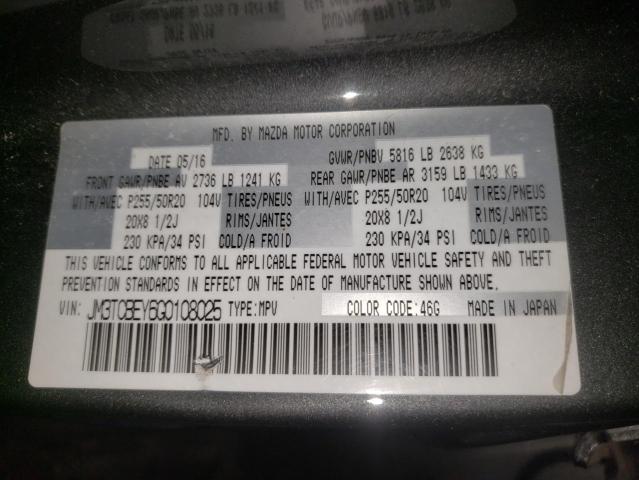 MFD. BY MAZDA MOTOR CORPORATION
DATE 05/16 GVWR/PNBV 5816 LB 2638 KG
FRONT GAWR/PNBE AV 2736 LB 1241 KG REAR GAWR/PNBE AR 3159 LB 1433 KG
WITH/AVEC P255/50R20 104V TIRES/PNEUS WITH/AVEC P255/50R20 104V TIRES/PNEUS
20X8 1/2J RIMS/JANTES 20X8 1/2J RIMS/JANTES
230 KPA/34 PSI COLD/A FROID 230 KPA/34 PSI COLD/A FROID
THIS VEHICLE CONFORMS TO ALL APPLICABLE FEDERAL MOTOR VEHICLE SAFETY AND THEFT
PREVENTION STANDARDS IN EFFECT ON THE DATE OF MANUFACTURE SHOWN ABOVE.
VIN: JM3TCBEY6G0108025 TYPE:MPV COLOR CODE:46G MADE IN JAPAN